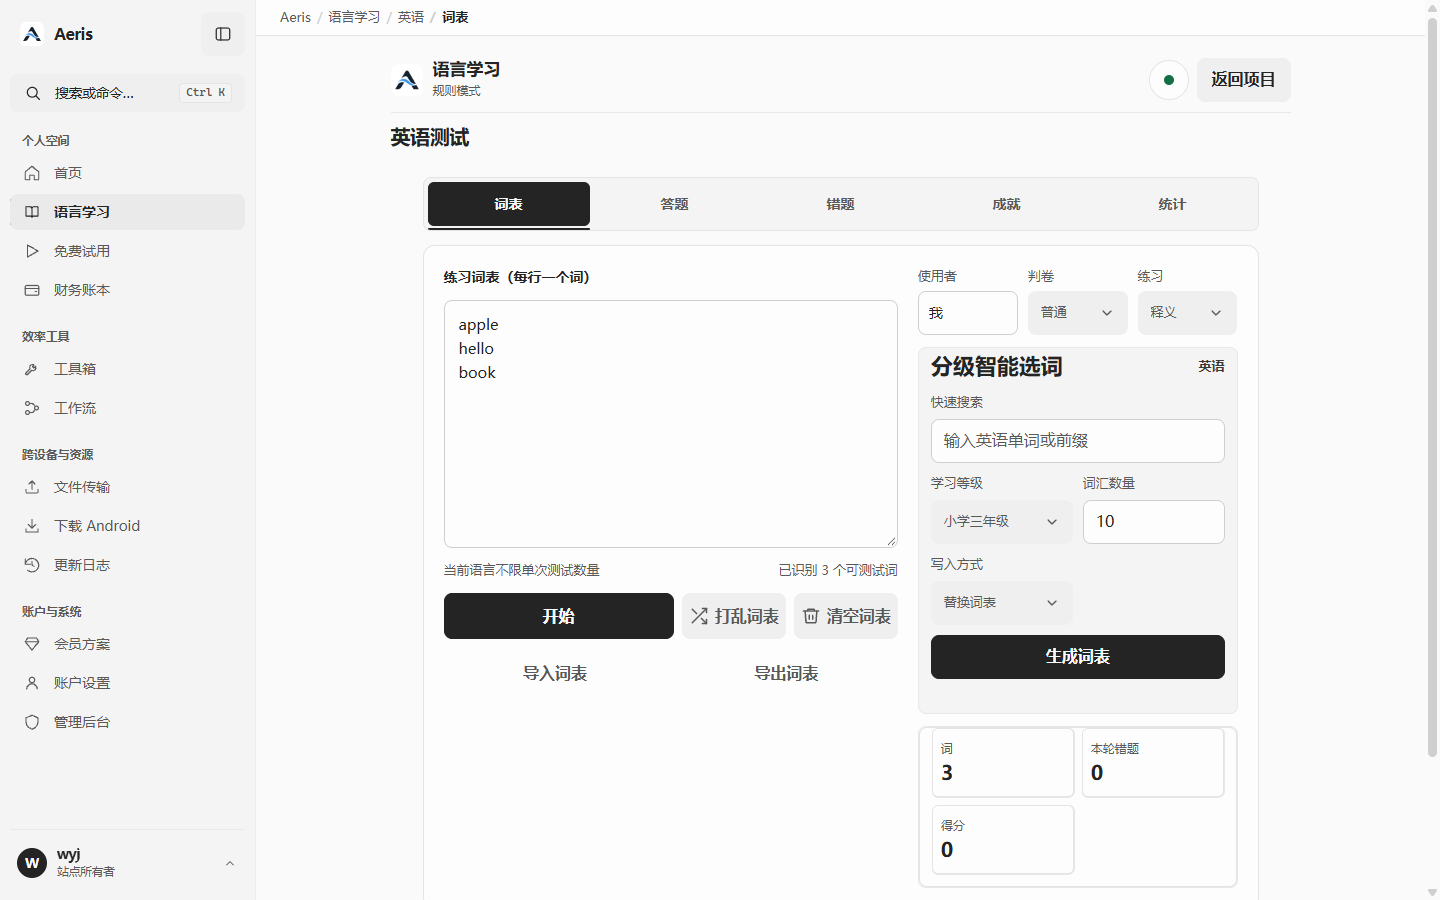 Aeris
搜索或命令...
Ctrl K
个人空间
首页
语言学习
免费试用
财务账本
效率工具
工具箱
工作流
跨设备与资源
文件传输
下载 Android
更新日志
账户与系统
会员方案
账户设置
管理后台
W
wyj
站点所有者
Aeris / 语言学习 / 英语 / 词表
语言学习
规则模式
返回项目
英语测试
词表 答题 错题 成就 统计
练习词表（每行一个词）
apple
hello
book
当前语言不限单次测试数量 已识别 3 个可测试词
开始 打乱词表 清空词表
导入词表 导出词表
使用者 判卷 练习
我 普通 释义
分级智能选词 英语
快速搜索
输入英语单词或前缀
学习等级 词汇数量
小学三年级 10
写入方式
替换词表
生成词表
词 本轮错题
3 0
得分
0